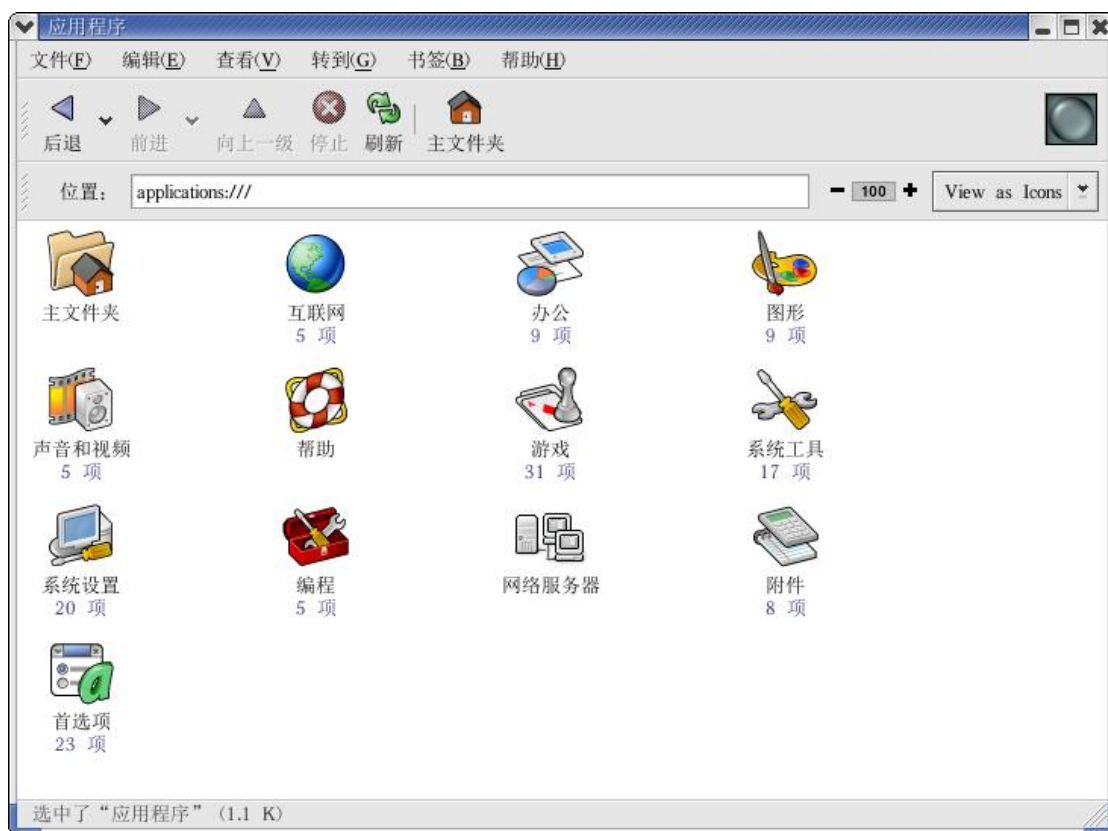 应用程序
文件(F) 编辑(E) 查看(V) 转到(G) 书签(B) 帮助(H)
后退 前进 向上一级 停止 刷新 主文件夹
位置： applications:/// 100 View as Icons
主文件夹 互联网 办公 图形
5 项 9 项 9 项
声音和视频 帮助 游戏 系统工具
5 项 31 项 17 项
系统设置 编程 网络服务器 附件
20 项 5 项 8 项
首选项
23 项
选中了“应用程序” (1.1 K)